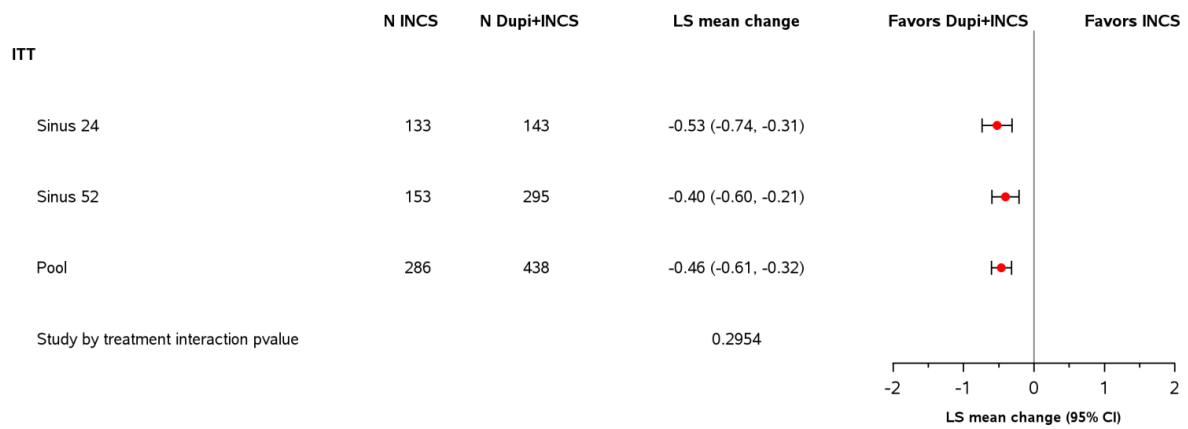 N INCS N Dupi+INCS LS mean change Favors Dupi+INCS Favors INCS
ITT
Sinus 24 133 143 -0.53 (-0.74, -0.31)
Sinus 52 153 295 -0.40 (-0.60, -0.21)
Pool 286 438 -0.46 (-0.61, -0.32)
Study by treatment interaction pvalue 0.2954
-2 -1 0 1 2
LS mean change (95% CI)